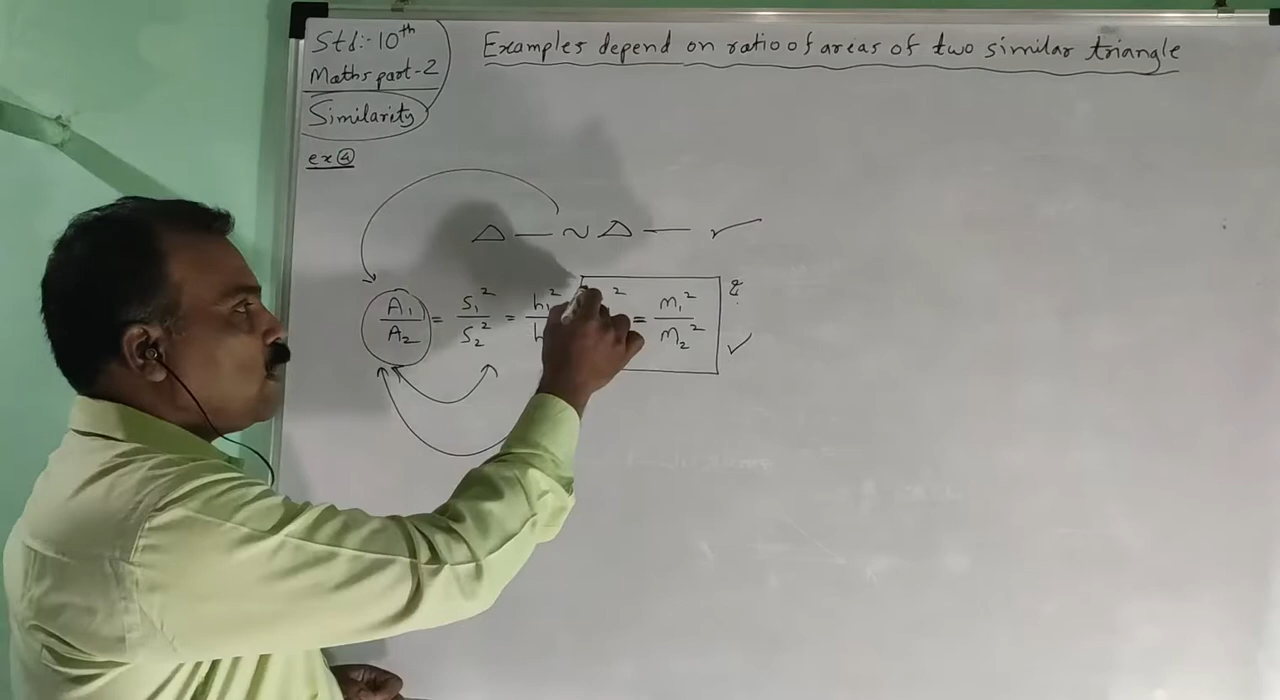 Std:- 10th
Maths part-2
Similarity
Examples depend on ratio of areas of two similar triangle
ex ④
△ — ~ △ — ✓
A₁/A₂ = S₁²/S₂² = h₁²/h ² = m₁²/m₂²